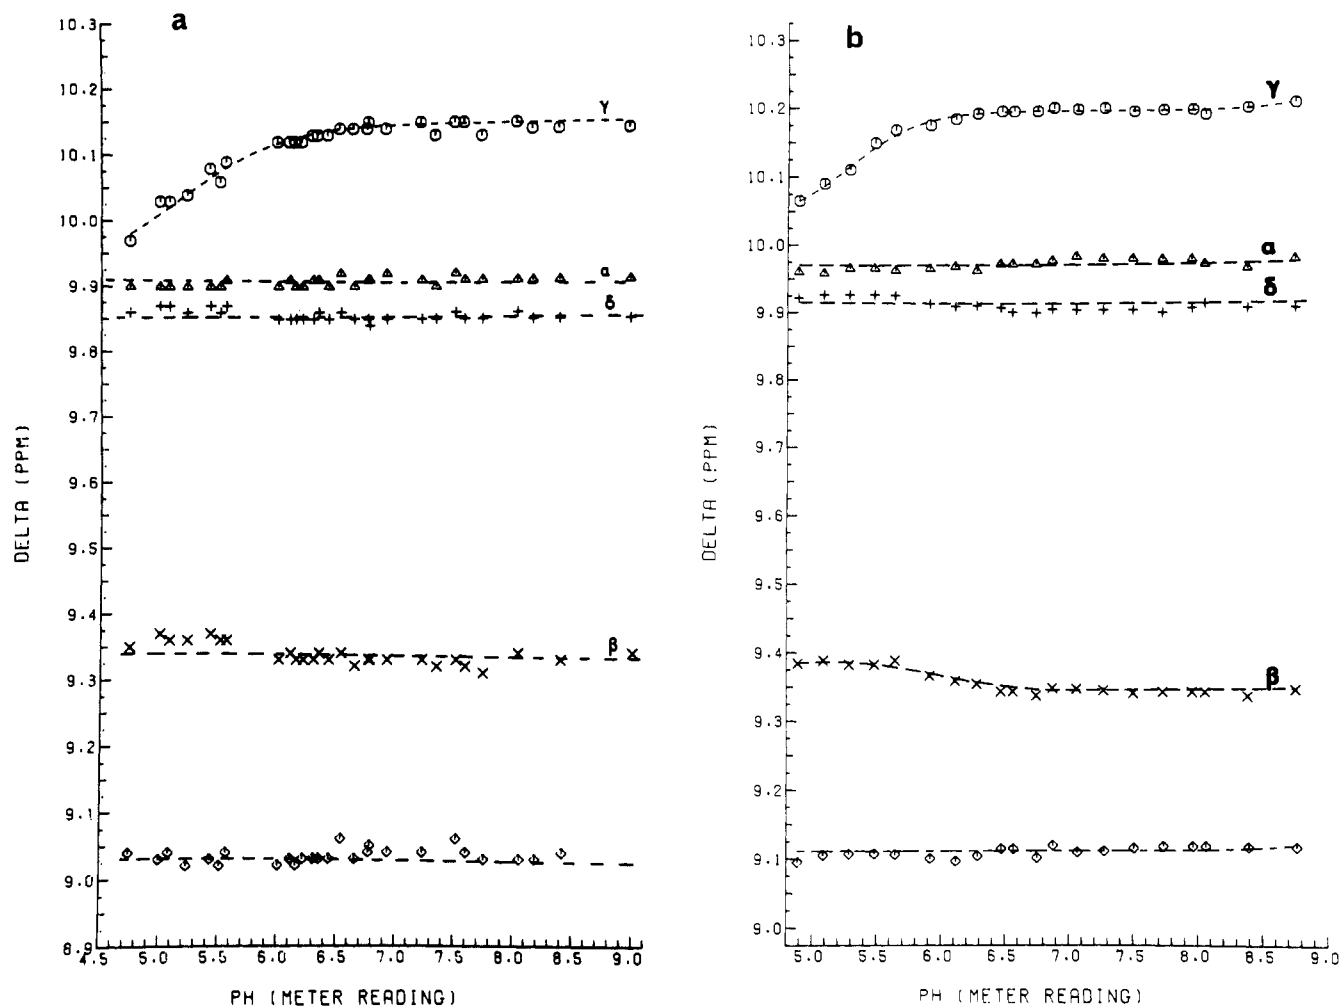 a
10.3
10.2
10.1
10.0
9.9
9.8
9.7
9.6
9.5
9.4
9.3
9.2
9.1
9.0
8.9
DELTA (PPM)
γ
α
δ
β
4.5 5.0 5.5 6.0 6.5 7.0 7.5 8.0 8.5 9.0
PH (METER READING)
b
10.3
10.2
10.1
10.0
9.9
9.8
9.7
9.6
9.5
9.4
9.3
9.2
9.1
9.0
DELTA (PPM)
γ
α
δ
β
5.0 5.5 6.0 6.5 7.0 7.5 8.0 8.5 9.0
PH (METER READING)